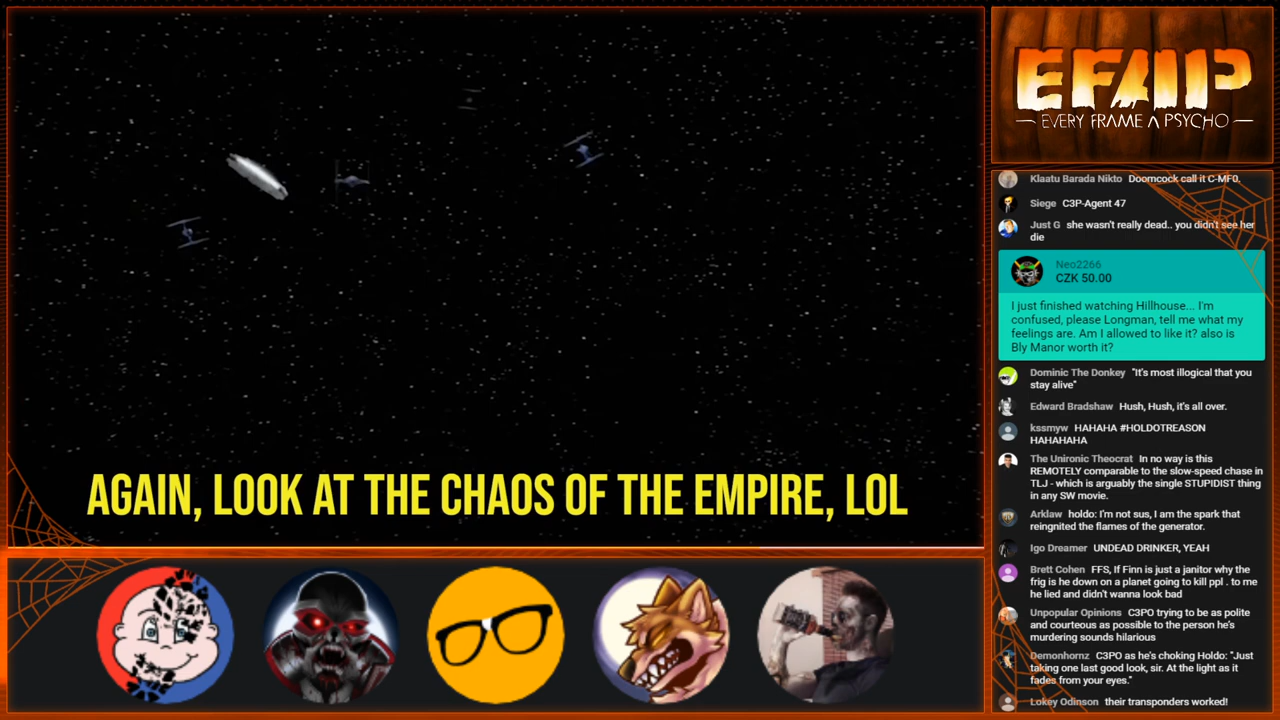 AGAIN, LOOK AT THE CHAOS OF THE EMPIRE, LOL
EFAP
EVERY FRAME A PSYCHO
Klaatu Barada Nikto Doomcock call it C-MF0.
Siege C3P-Agent 47
Just G she wasn't really dead.. you didn't see her
die
Neo2266
CZK 50.00
I just finished watching Hillhouse... I'm
confused, please Longman, tell me what my
feelings are. Am I allowed to like it? also is
Bly Manor worth it?
Dominic The Donkey "It's most illogical that you
stay alive"
Edward Bradshaw Hush, Hush, it's all over.
kssmyw HAHAHA #HOLDOTREASON
HAHAHAHA
The Unironic Theocrat In no way is this
REMOTELY comparable to the slow-speed chase in
TLJ - which is arguably the single STUPIDIST thing
in any SW movie.
Arklaw holdo: I'm not sus, I am the spark that
reingnited the flames of the generator.
Igo Dreamer UNDEAD DRINKER, YEAH
Brett Cohen FFS, If Finn is just a janitor why the
frig is he down on a planet going to kill ppl . to me
he lied and didn't wanna look bad
Unpopular Opinions C3PO trying to be as polite
and courteous as possible to the person he's
murdering sounds hilarious
Demonhornz C3PO as he's choking Holdo: "Just
taking one last good look, sir. At the light as it
fades from your eyes."
Lokey Odinson their transponders worked!